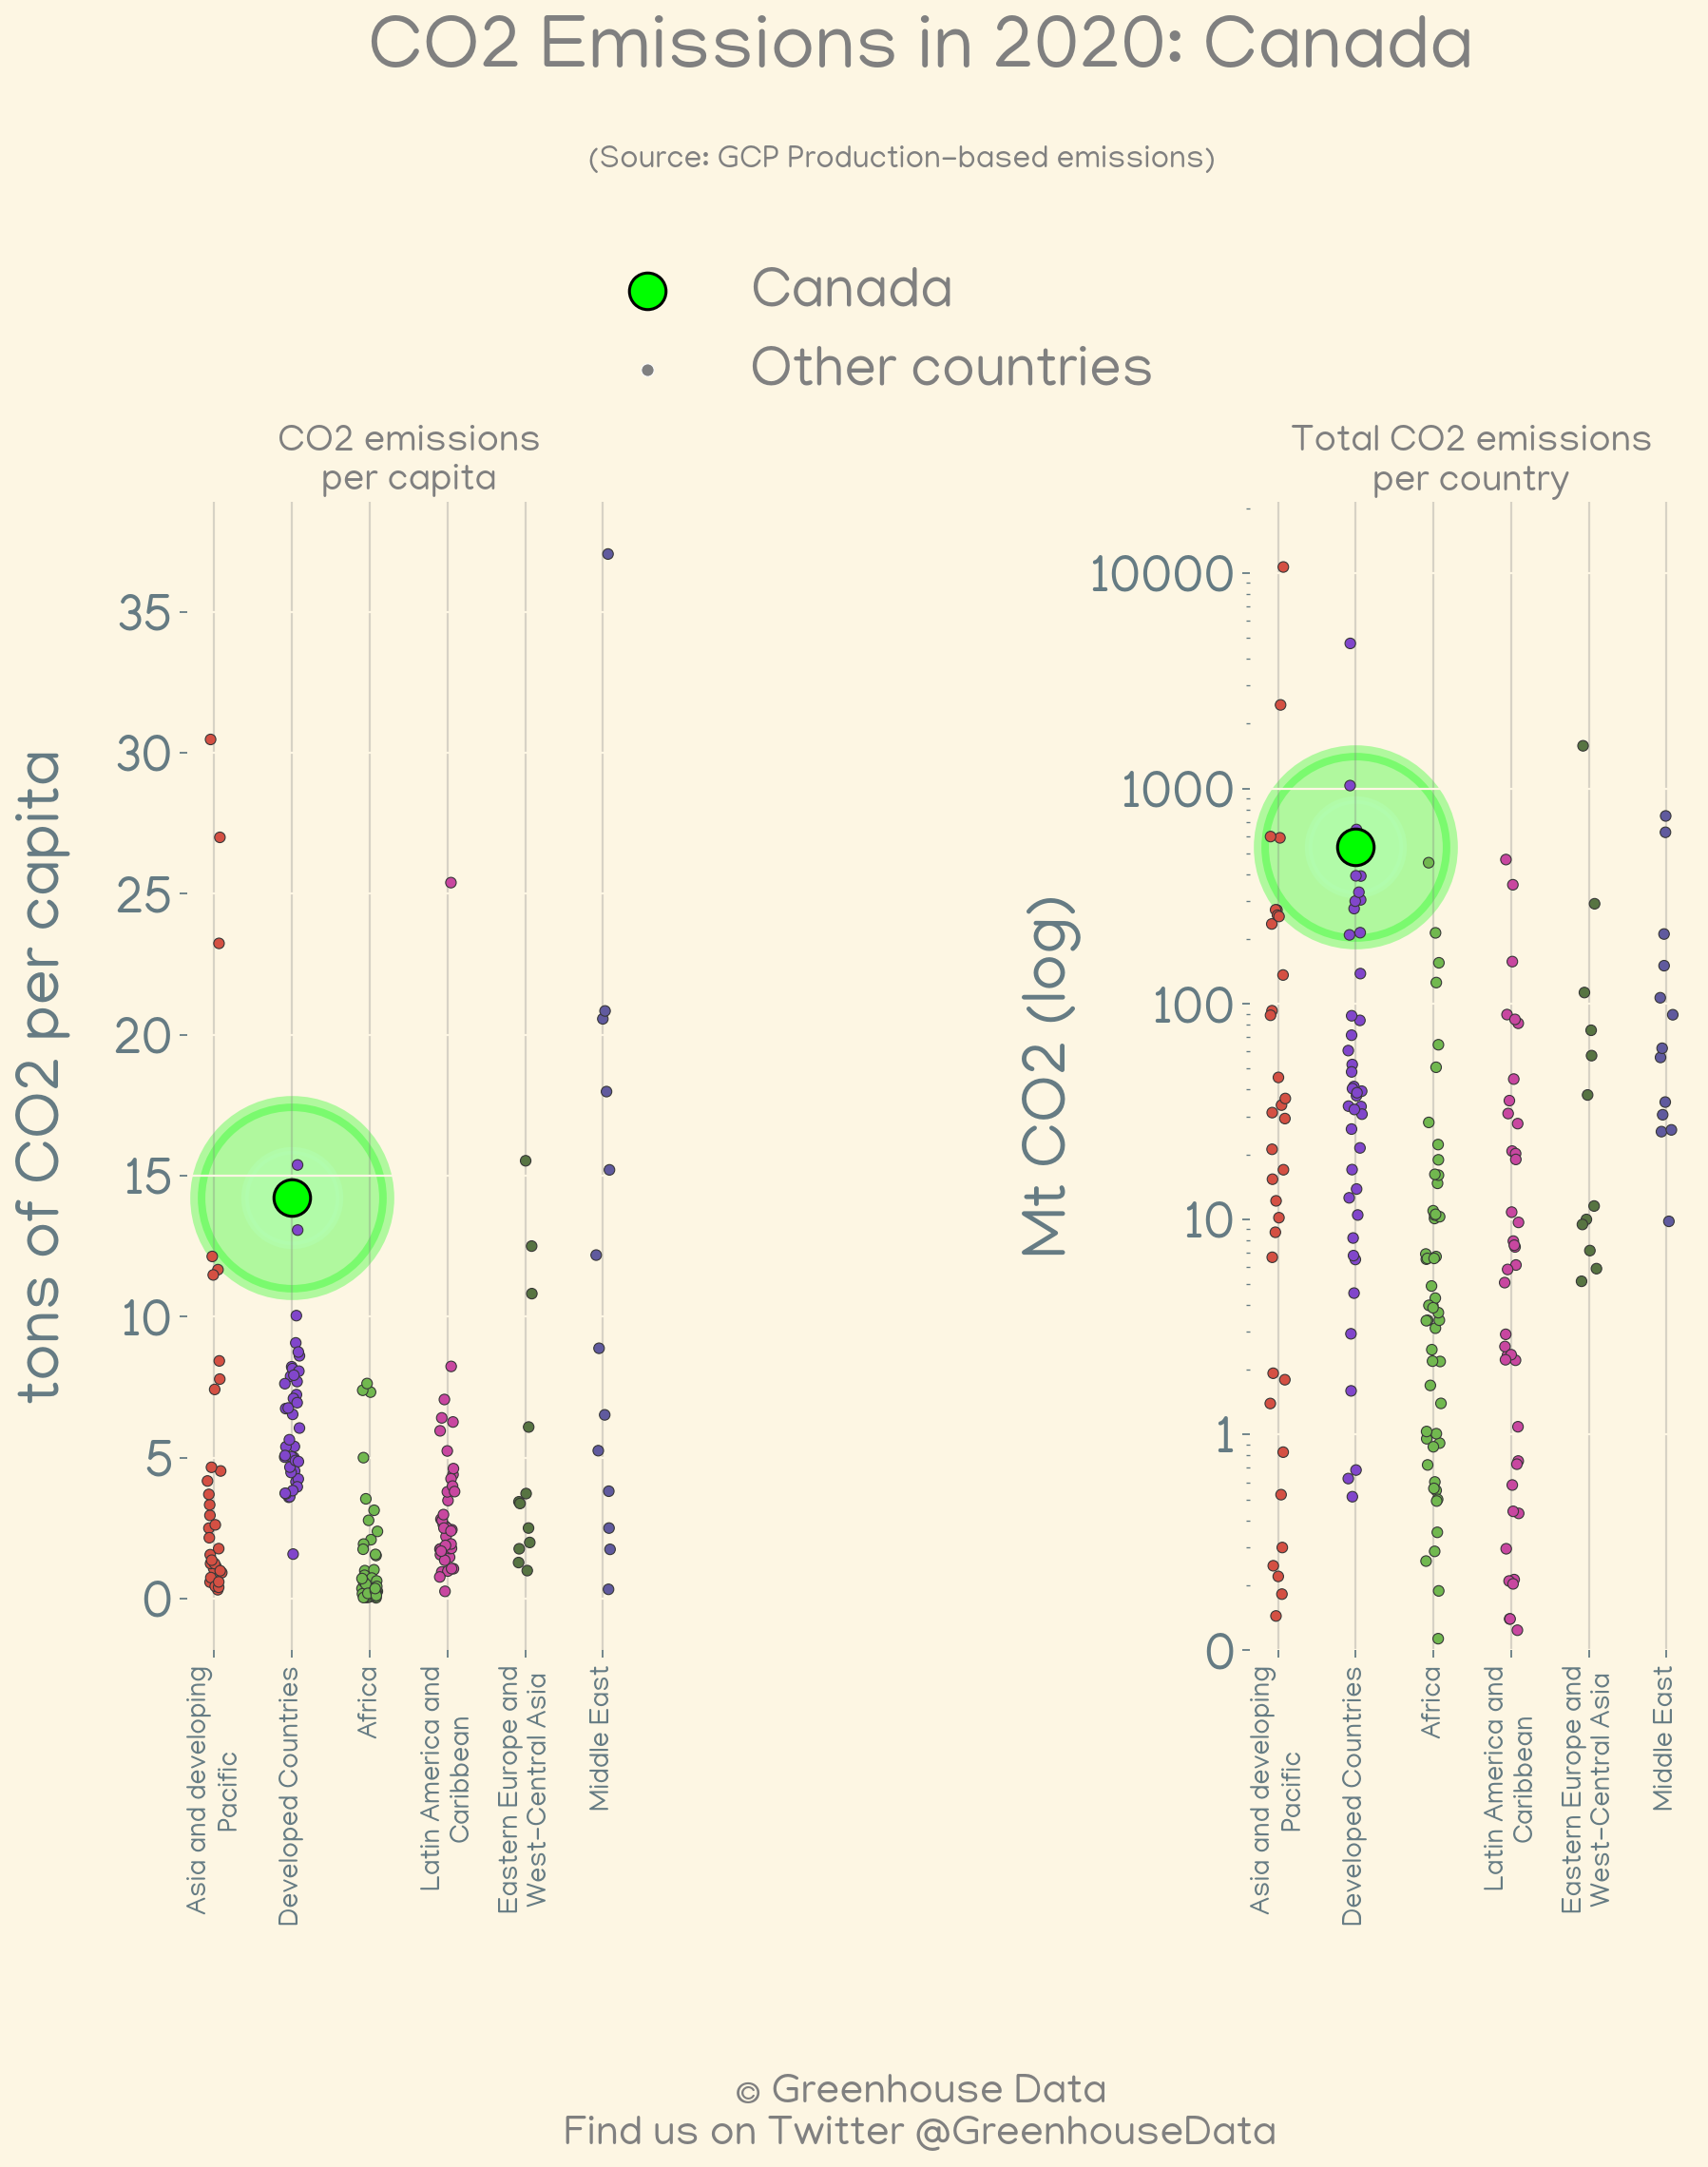 CO2 Emissions in 2020: Canada
(Source: GCP Production-based emissions)
Canada
Other countries
CO2 emissions
per capita
tons of CO2 per capita
35
30
25
20
15
10
5
0
Asia and developing
Pacific
Developed Countries
Africa
Latin America and
Caribbean
Eastern Europe and
West-Central Asia
Middle East
Total CO2 emissions
per country
Mt CO2 (log)
10000
1000
100
10
1
0
Asia and developing
Pacific
Developed Countries
Africa
Latin America and
Caribbean
Eastern Europe and
West-Central Asia
Middle East
© Greenhouse Data
Find us on Twitter @GreenhouseData